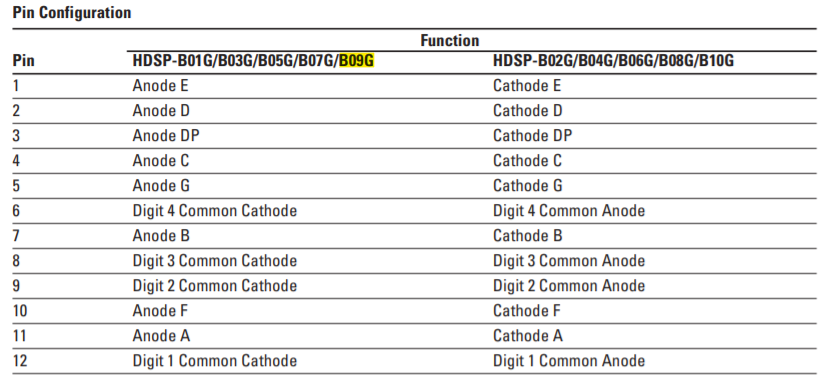 Pin Configuration
Function
Pin HDSP-B01G/B03G/B05G/B07G/B09G HDSP-B02G/B04G/B06G/B08G/B10G
1 Anode E Cathode E
2 Anode D Cathode D
3 Anode DP Cathode DP
4 Anode C Cathode C
5 Anode G Cathode G
6 Digit 4 Common Cathode Digit 4 Common Anode
7 Anode B Cathode B
8 Digit 3 Common Cathode Digit 3 Common Anode
9 Digit 2 Common Cathode Digit 2 Common Anode
10 Anode F Cathode F
11 Anode A Cathode A
12 Digit 1 Common Cathode Digit 1 Common Anode